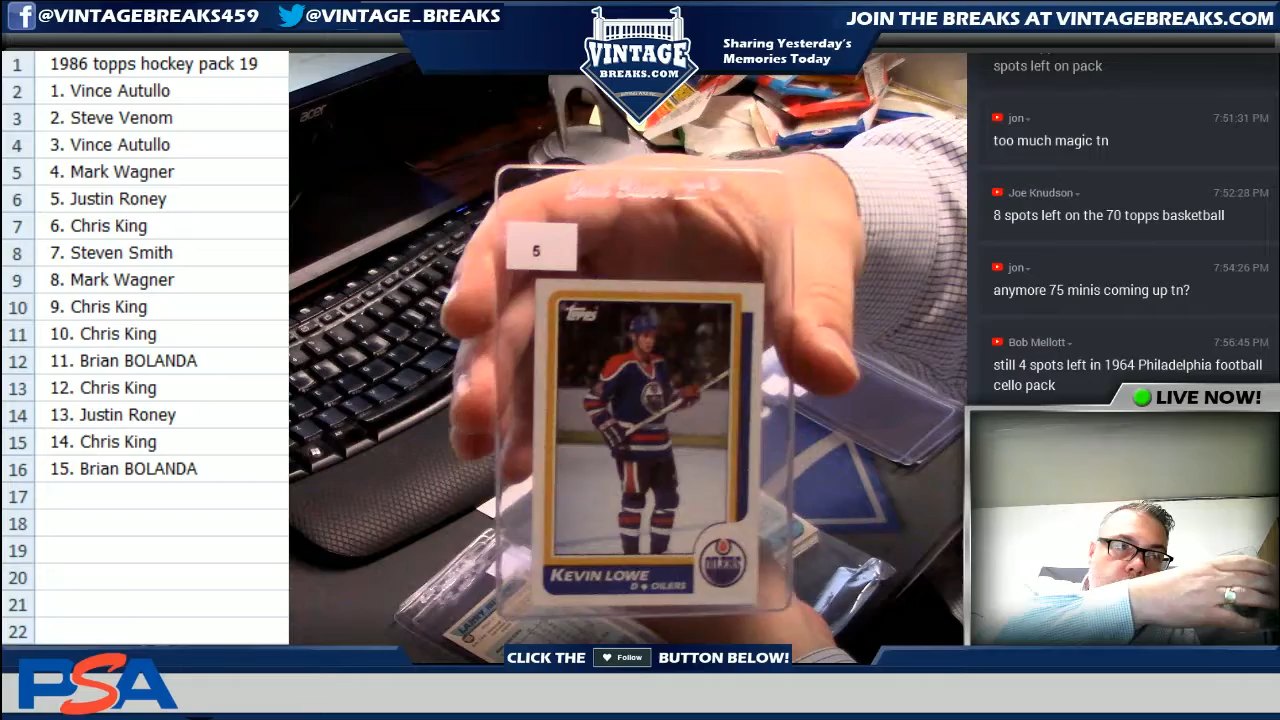 @VINTAGEBREAKS459
@VINTAGE_BREAKS
VINTAGE
BREAKS.COM
Sharing Yesterday's
Memories Today
JOIN THE BREAKS AT VINTAGEBREAKS.COM
1 1986 topps hockey pack 19
2 1. Vince Autullo
3 2. Steve Venom
4 3. Vince Autullo
5 4. Mark Wagner
6 5. Justin Roney
7 6. Chris King
8 7. Steven Smith
9 8. Mark Wagner
10 9. Chris King
11 10. Chris King
12 11. Brian BOLANDA
13 12. Chris King
14 13. Justin Roney
15 14. Chris King
16 15. Brian BOLANDA
17
18
19
20
21
22
acer
5
Topps
KEVIN LOWE
D ♦ OILERS
OILERS
spots left on pack
jon 7:51:31 PM
too much magic tn
Joe Knudson 7:52:28 PM
8 spots left on the 70 topps basketball
jon 7:54:26 PM
anymore 75 minis coming up tn?
Bob Mellott 7:56:45 PM
still 4 spots left in 1964 Philadelphia football
cello pack
LIVE NOW!
CLICK THE Follow BUTTON BELOW!
PSA